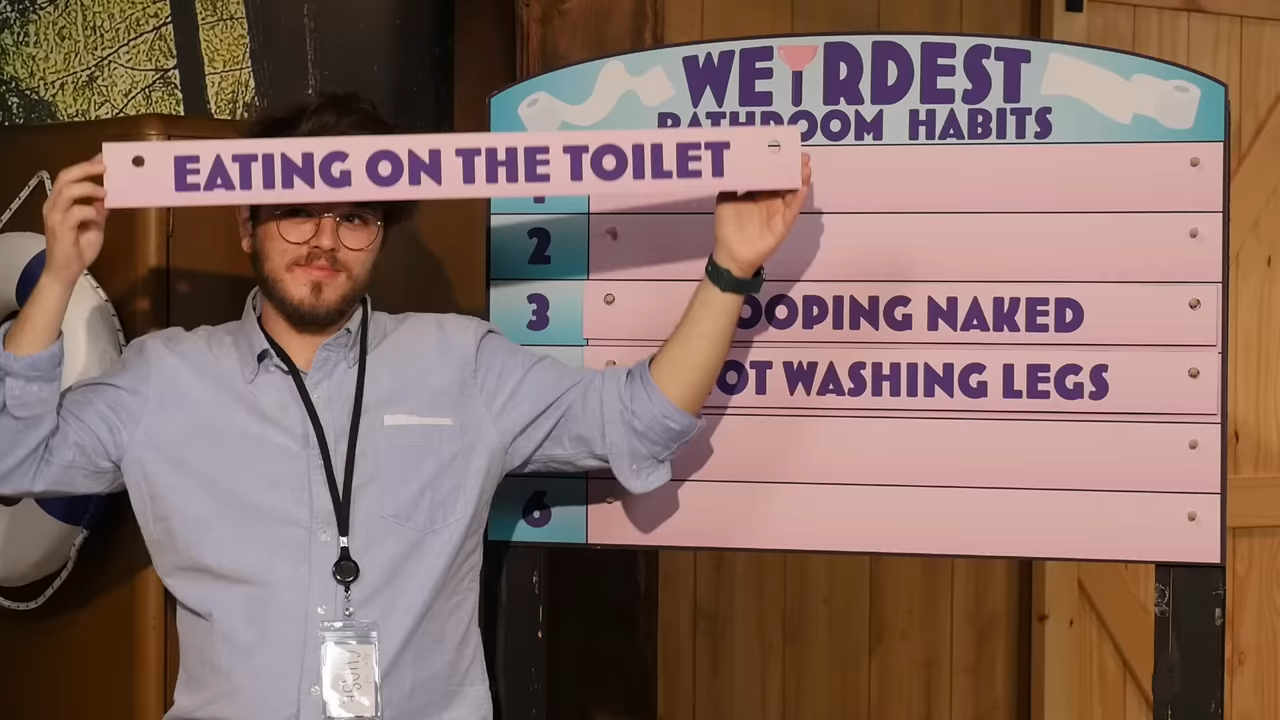 WEIRDEST
BATHROOM HABITS
EATING ON THE TOILET
2
3 OOPING NAKED
OT WASHING LEGS
6